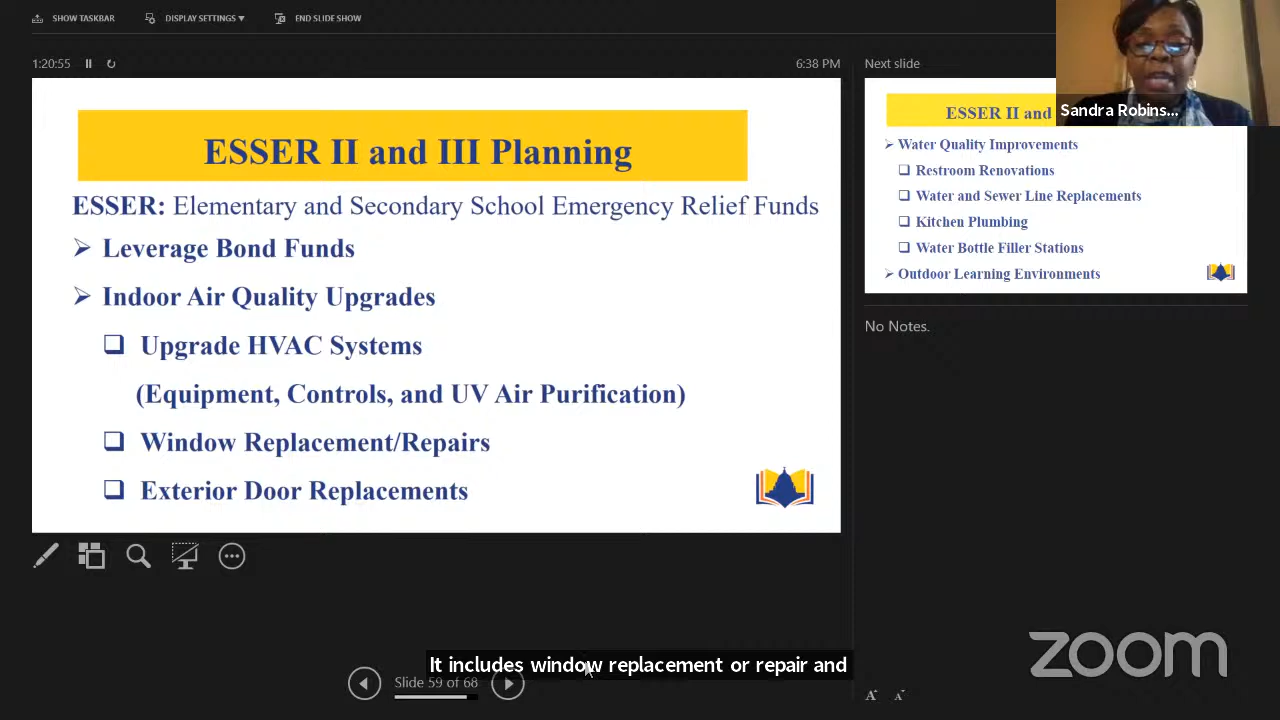 SHOW TASKBAR
DISPLAY SETTINGS ▼
END SLIDE SHOW
1:20:55
6:38 PM
ESSER II and III Planning
ESSER: Elementary and Secondary School Emergency Relief Funds
➢ Leverage Bond Funds
➢ Indoor Air Quality Upgrades
❑ Upgrade HVAC Systems
(Equipment, Controls, and UV Air Purification)
❑ Window Replacement/Repairs
❑ Exterior Door Replacements
Next slide
ESSER II and
➢ Water Quality Improvements
❑ Restroom Renovations
❑ Water and Sewer Line Replacements
❑ Kitchen Plumbing
❑ Water Bottle Filler Stations
➢ Outdoor Learning Environments
Sandra Robins...
No Notes.
It includes window replacement or repair and
Slide 59 of 68
zoom
A A